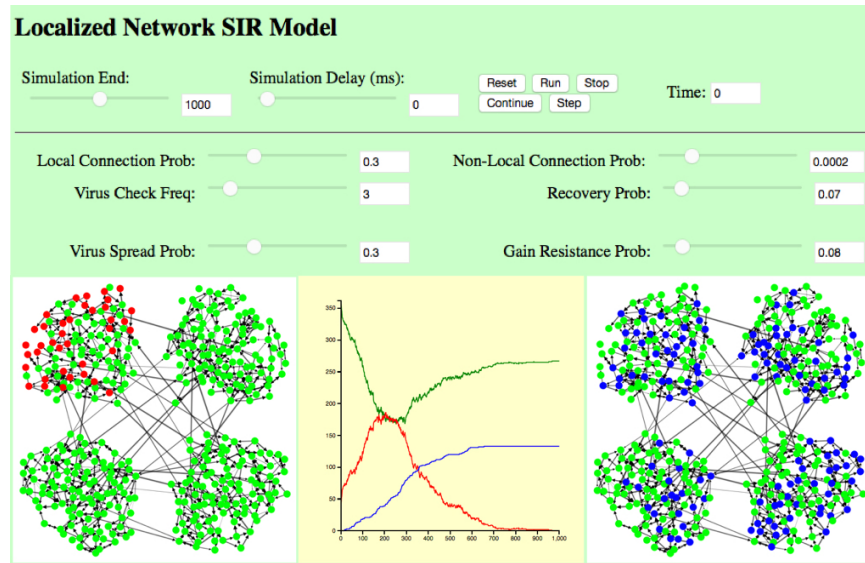 Localized Network SIR Model
Simulation End: 1000 Simulation Delay (ms): 0 Reset Run Stop Time: 0
Continue Step
Local Connection Prob: 0.3 Non-Local Connection Prob: 0.0002
Virus Check Freq: 3 Recovery Prob: 0.07
Virus Spread Prob: 0.3 Gain Resistance Prob: 0.08
350
300
250
200
150
100
50
0
0 100 200 300 400 500 600 700 800 900 1,000